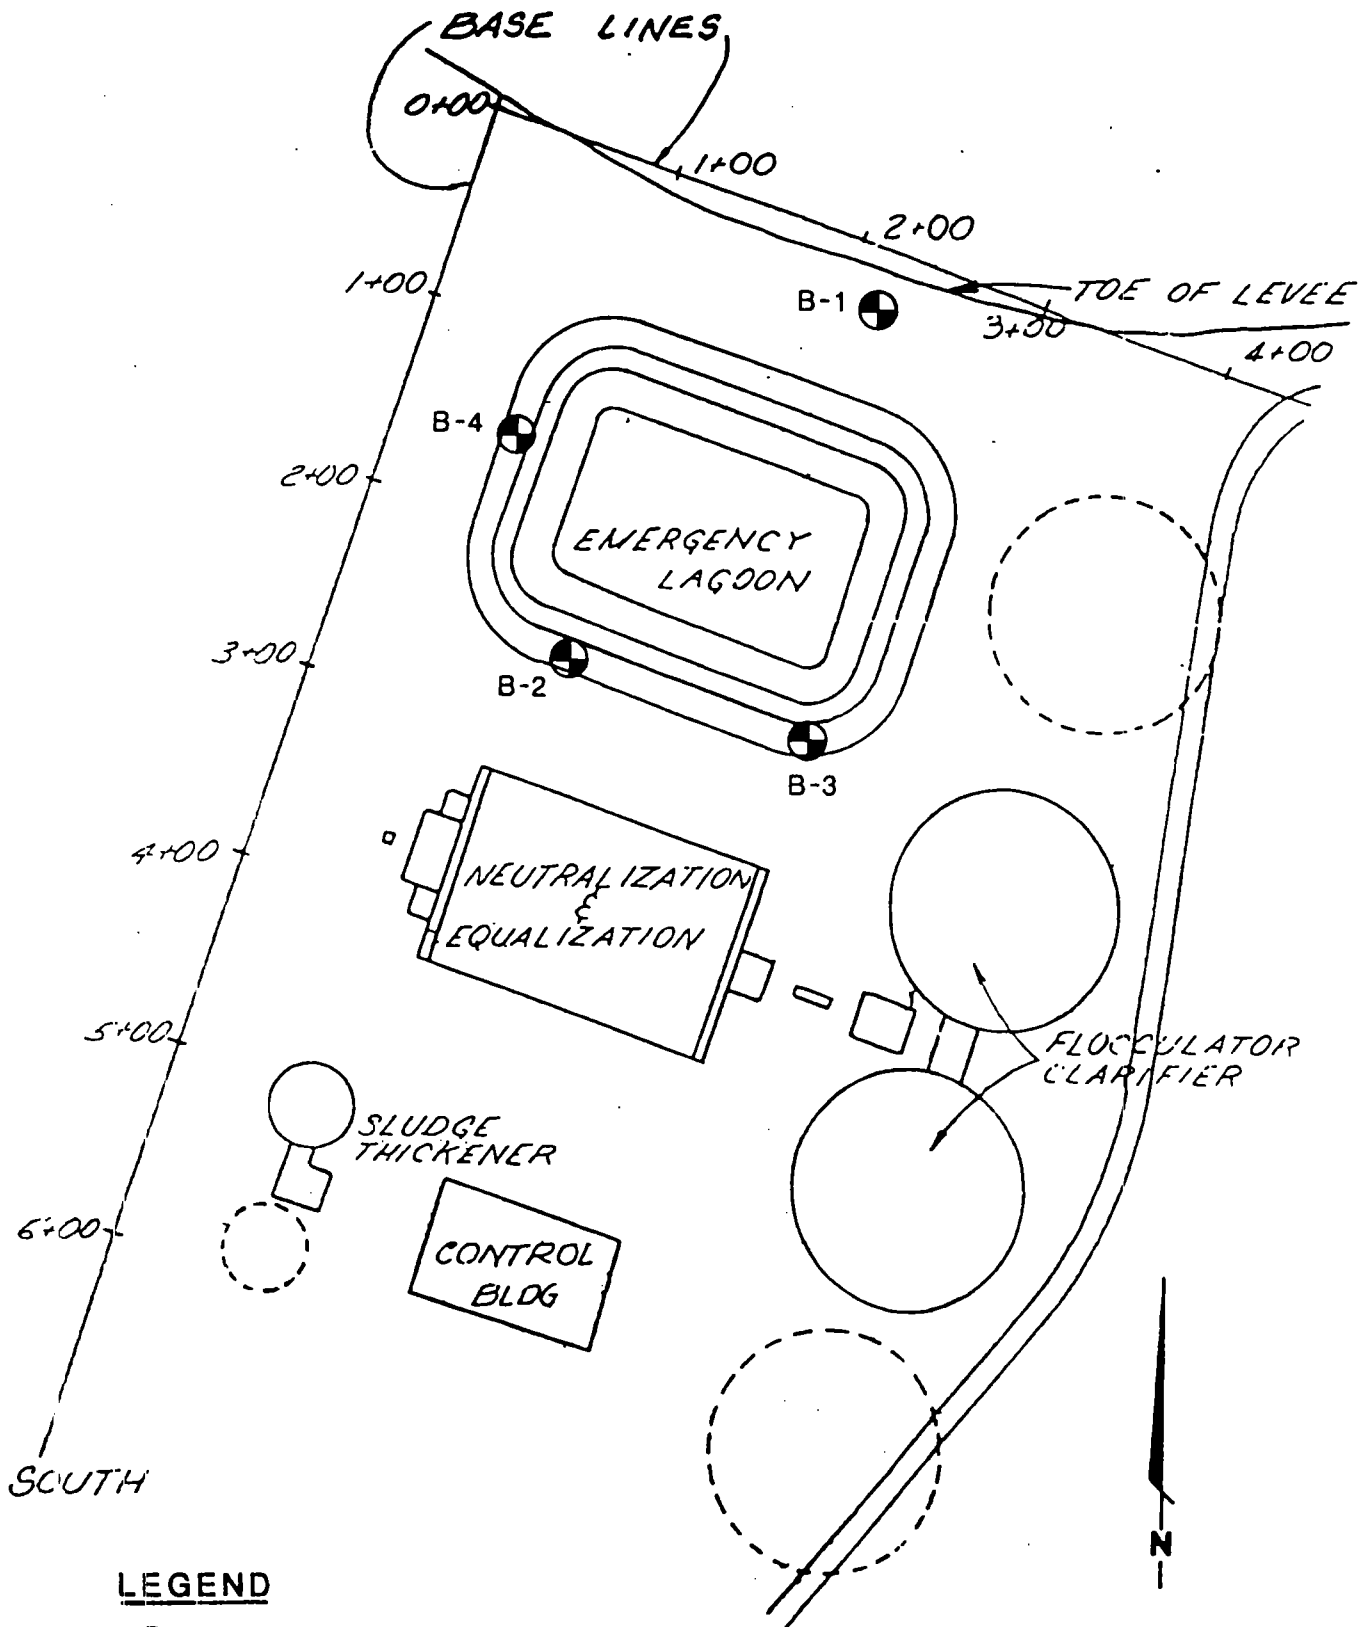 BASE LINES
0+00
1+00
2+00
TOE OF LEVEE
3+00
4+00
1+00
B-1
B-4
2+00
EMERGENCY
LAGOON
3+00
B-2
B-3
4+00
NEUTRALIZATION
&
EQUALIZATION
5+00
FLOCCULATOR
CLARIFIER
SLUDGE
THICKENER
6+00
CONTROL
BLDG
SOUTH
N
LEGEND